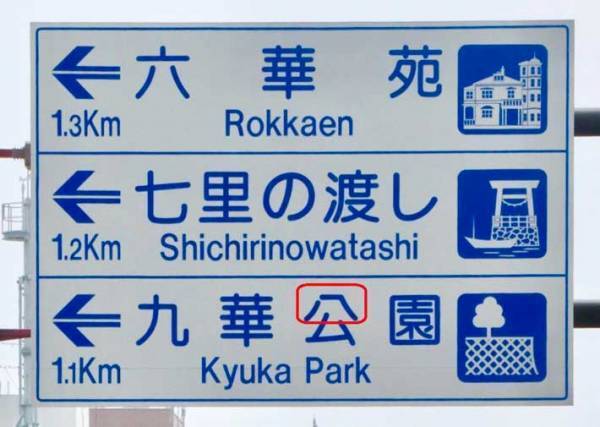 六華苑
1.3Km Rokkaen
七里の渡し
1.2Km Shichirinowatashi
九華公園
1.1Km Kyuka Park